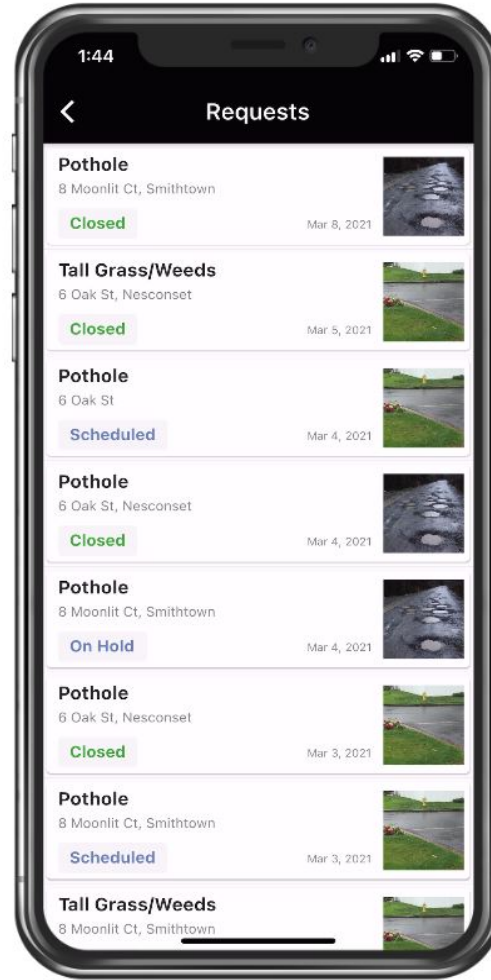 1:44
Requests
Pothole
8 Moonlit Ct, Smithtown
Closed
Mar 8, 2021
Tall Grass/Weeds
6 Oak St, Nesconset
Closed
Mar 5, 2021
Pothole
6 Oak St
Scheduled
Mar 4, 2021
Pothole
6 Oak St, Nesconset
Closed
Mar 4, 2021
Pothole
8 Moonlit Ct, Smithtown
On Hold
Mar 4, 2021
Pothole
6 Oak St, Nesconset
Closed
Mar 3, 2021
Pothole
8 Moonlit Ct, Smithtown
Scheduled
Mar 3, 2021
Tall Grass/Weeds
8 Moonlit Ct, Smithtown